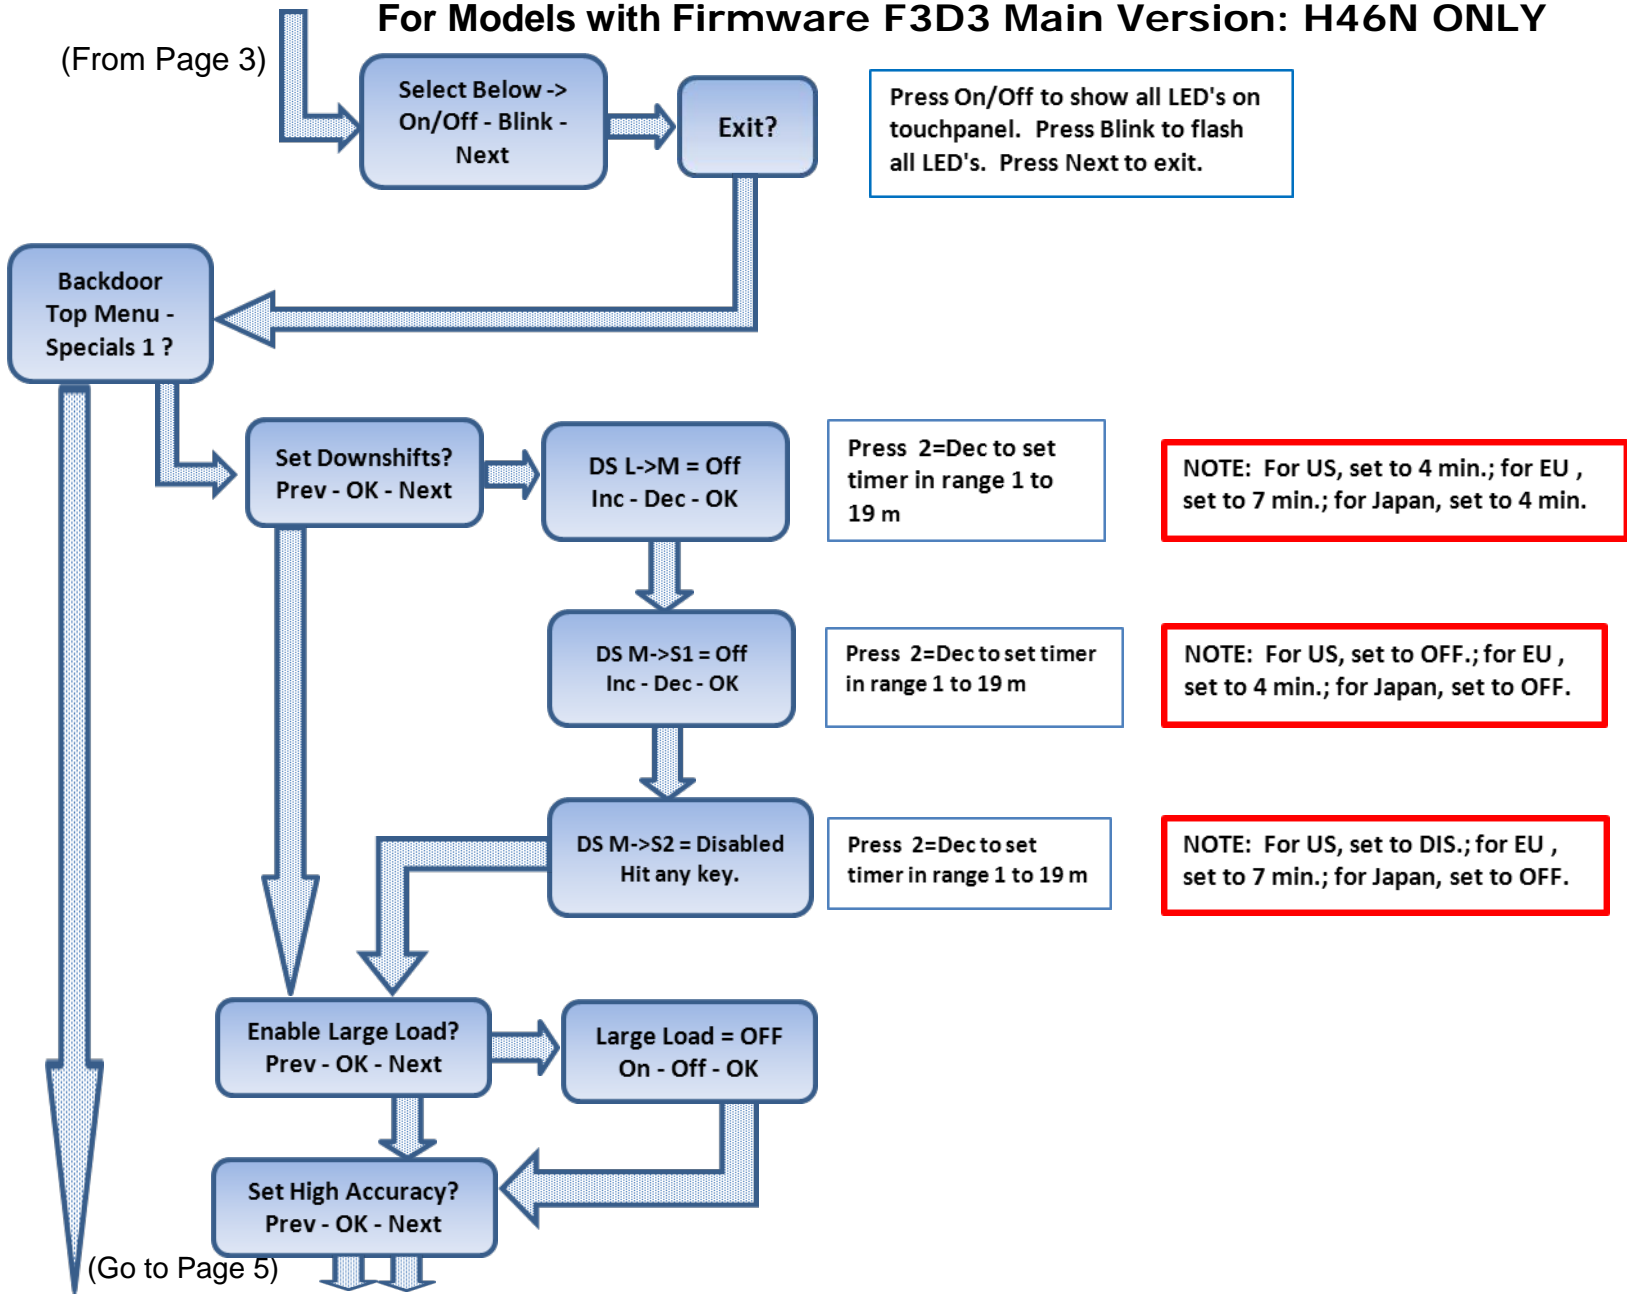 For Models with Firmware F3D3 Main Version: H46N ONLY
(From Page 3)
Select Below ->
On/Off - Blink -
Next
Exit?
Press On/Off to show all LED's on
touchpanel. Press Blink to flash
all LED's. Press Next to exit.
Backdoor
Top Menu -
Specials 1 ?
Set Downshifts?
Prev - OK - Next
DS L->M = Off
Inc - Dec - OK
Press 2=Dec to set
timer in range 1 to
19 m
NOTE: For US, set to 4 min.; for EU ,
set to 7 min.; for Japan, set to 4 min.
DS M->S1 = Off
Inc - Dec - OK
Press 2=Dec to set timer
in range 1 to 19 m
NOTE: For US, set to OFF.; for EU ,
set to 4 min.; for Japan, set to OFF.
DS M->S2 = Disabled
Hit any key.
Press 2=Dec to set
timer in range 1 to 19 m
NOTE: For US, set to DIS.; for EU ,
set to 7 min.; for Japan, set to OFF.
Enable Large Load?
Prev - OK - Next
Large Load = OFF
On - Off - OK
Set High Accuracy?
Prev - OK - Next
(Go to Page 5)